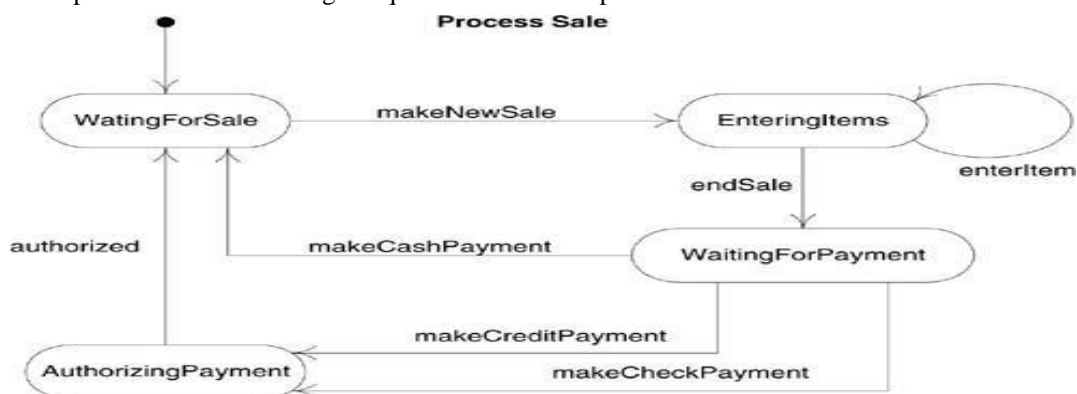 Process Sale
WatingForSale
makeNewSale
EnteringItems
enterItem
endSale
authorized
makeCashPayment
WaitingForPayment
makeCreditPayment
AuthorizingPayment
makeCheckPayment